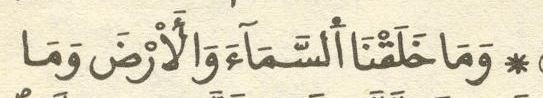 * وَمَا خَلَقْنَا ٱلسَّمَآءَ وَٱلْأَرْضَ وَمَا